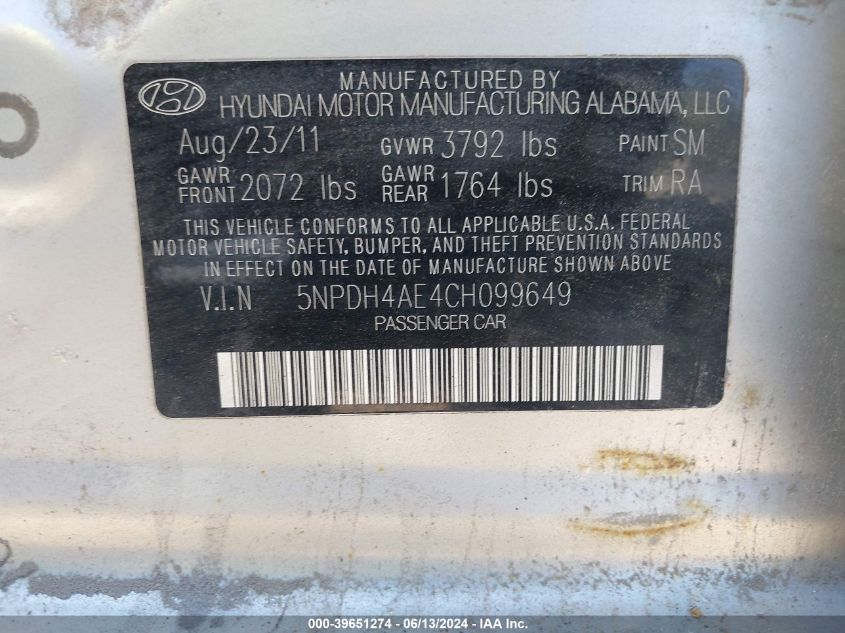 MANUFACTURED BY
HYUNDAI MOTOR MANUFACTURING ALABAMA, LLC
Aug/23/11 GVWR 3792 lbs PAINT SM
GAWR FRONT 2072 lbs GAWR REAR 1764 lbs TRIM RA
THIS VEHICLE CONFORMS TO ALL APPLICABLE U.S.A. FEDERAL
MOTOR VEHICLE SAFETY, BUMPER, AND THEFT PREVENTION STANDARDS
IN EFFECT ON THE DATE OF MANUFACTURE SHOWN ABOVE
V.I.N 5NPDH4AE4CH099649
PASSENGER CAR
000-39651274 - 06/13/2024 - IAAI.com